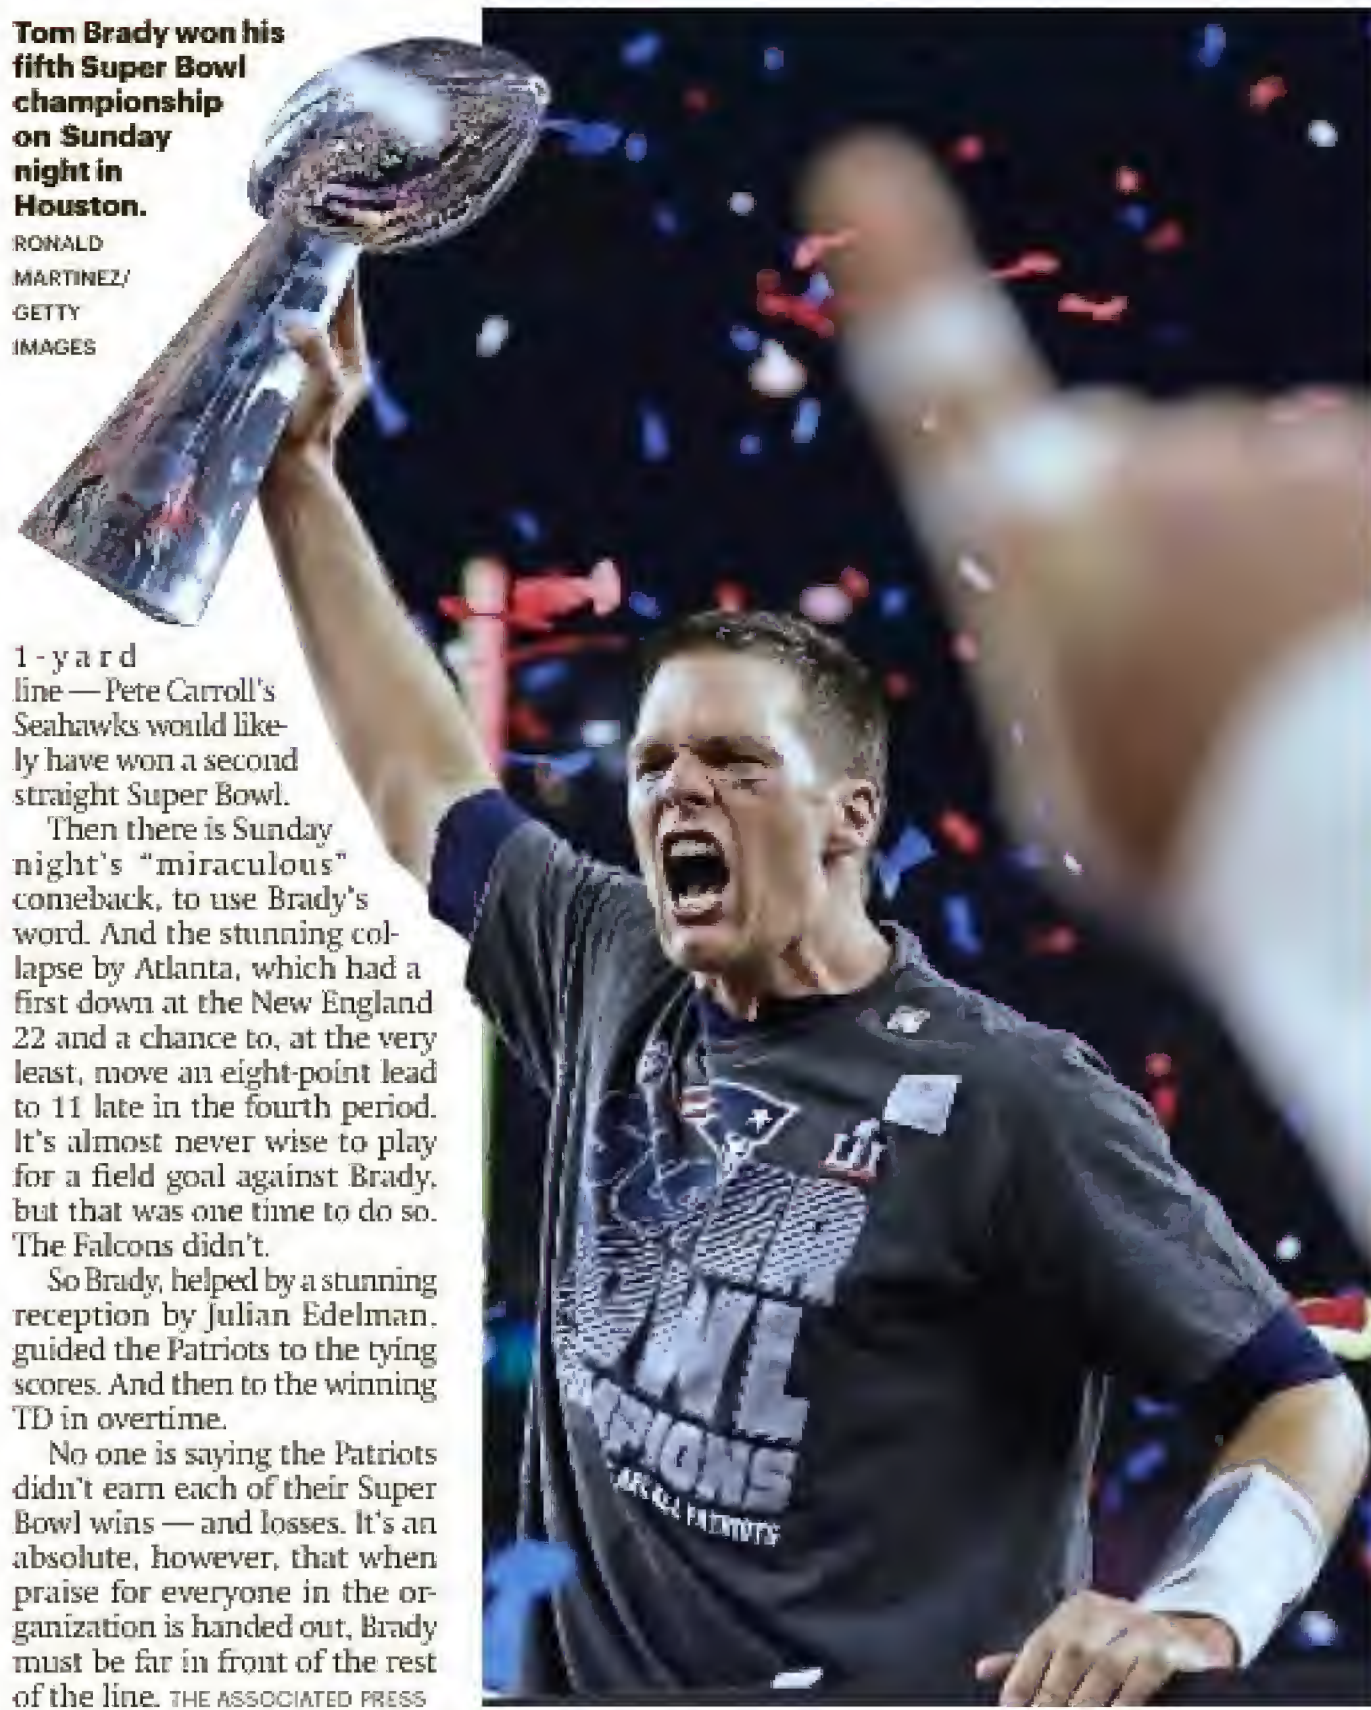 Tom Brady won his
fifth Super Bowl
championship
on Sunday
night in
Houston.
RONALD
MARTINEZ/
GETTY
IMAGES
1-yard
line — Pete Carroll's
Seahawks would like-
ly have won a second
straight Super Bowl.
Then there is Sunday
night's "miraculous"
comeback, to use Brady's
word. And the stunning col-
lapse by Atlanta, which had a
first down at the New England
22 and a chance to, at the very
least, move an eight-point lead
to 11 late in the fourth period.
It's almost never wise to play
for a field goal against Brady,
but that was one time to do so.
The Falcons didn't.
So Brady, helped by a stunning
reception by Julian Edelman,
guided the Patriots to the tying
scores. And then to the winning
TD in overtime.
No one is saying the Patriots
didn't earn each of their Super
Bowl wins — and losses. It's an
absolute, however, that when
praise for everyone in the or-
ganization is handed out, Brady
must be far in front of the rest
of the line. THE ASSOCIATED PRESS
LI
PATRIOTS